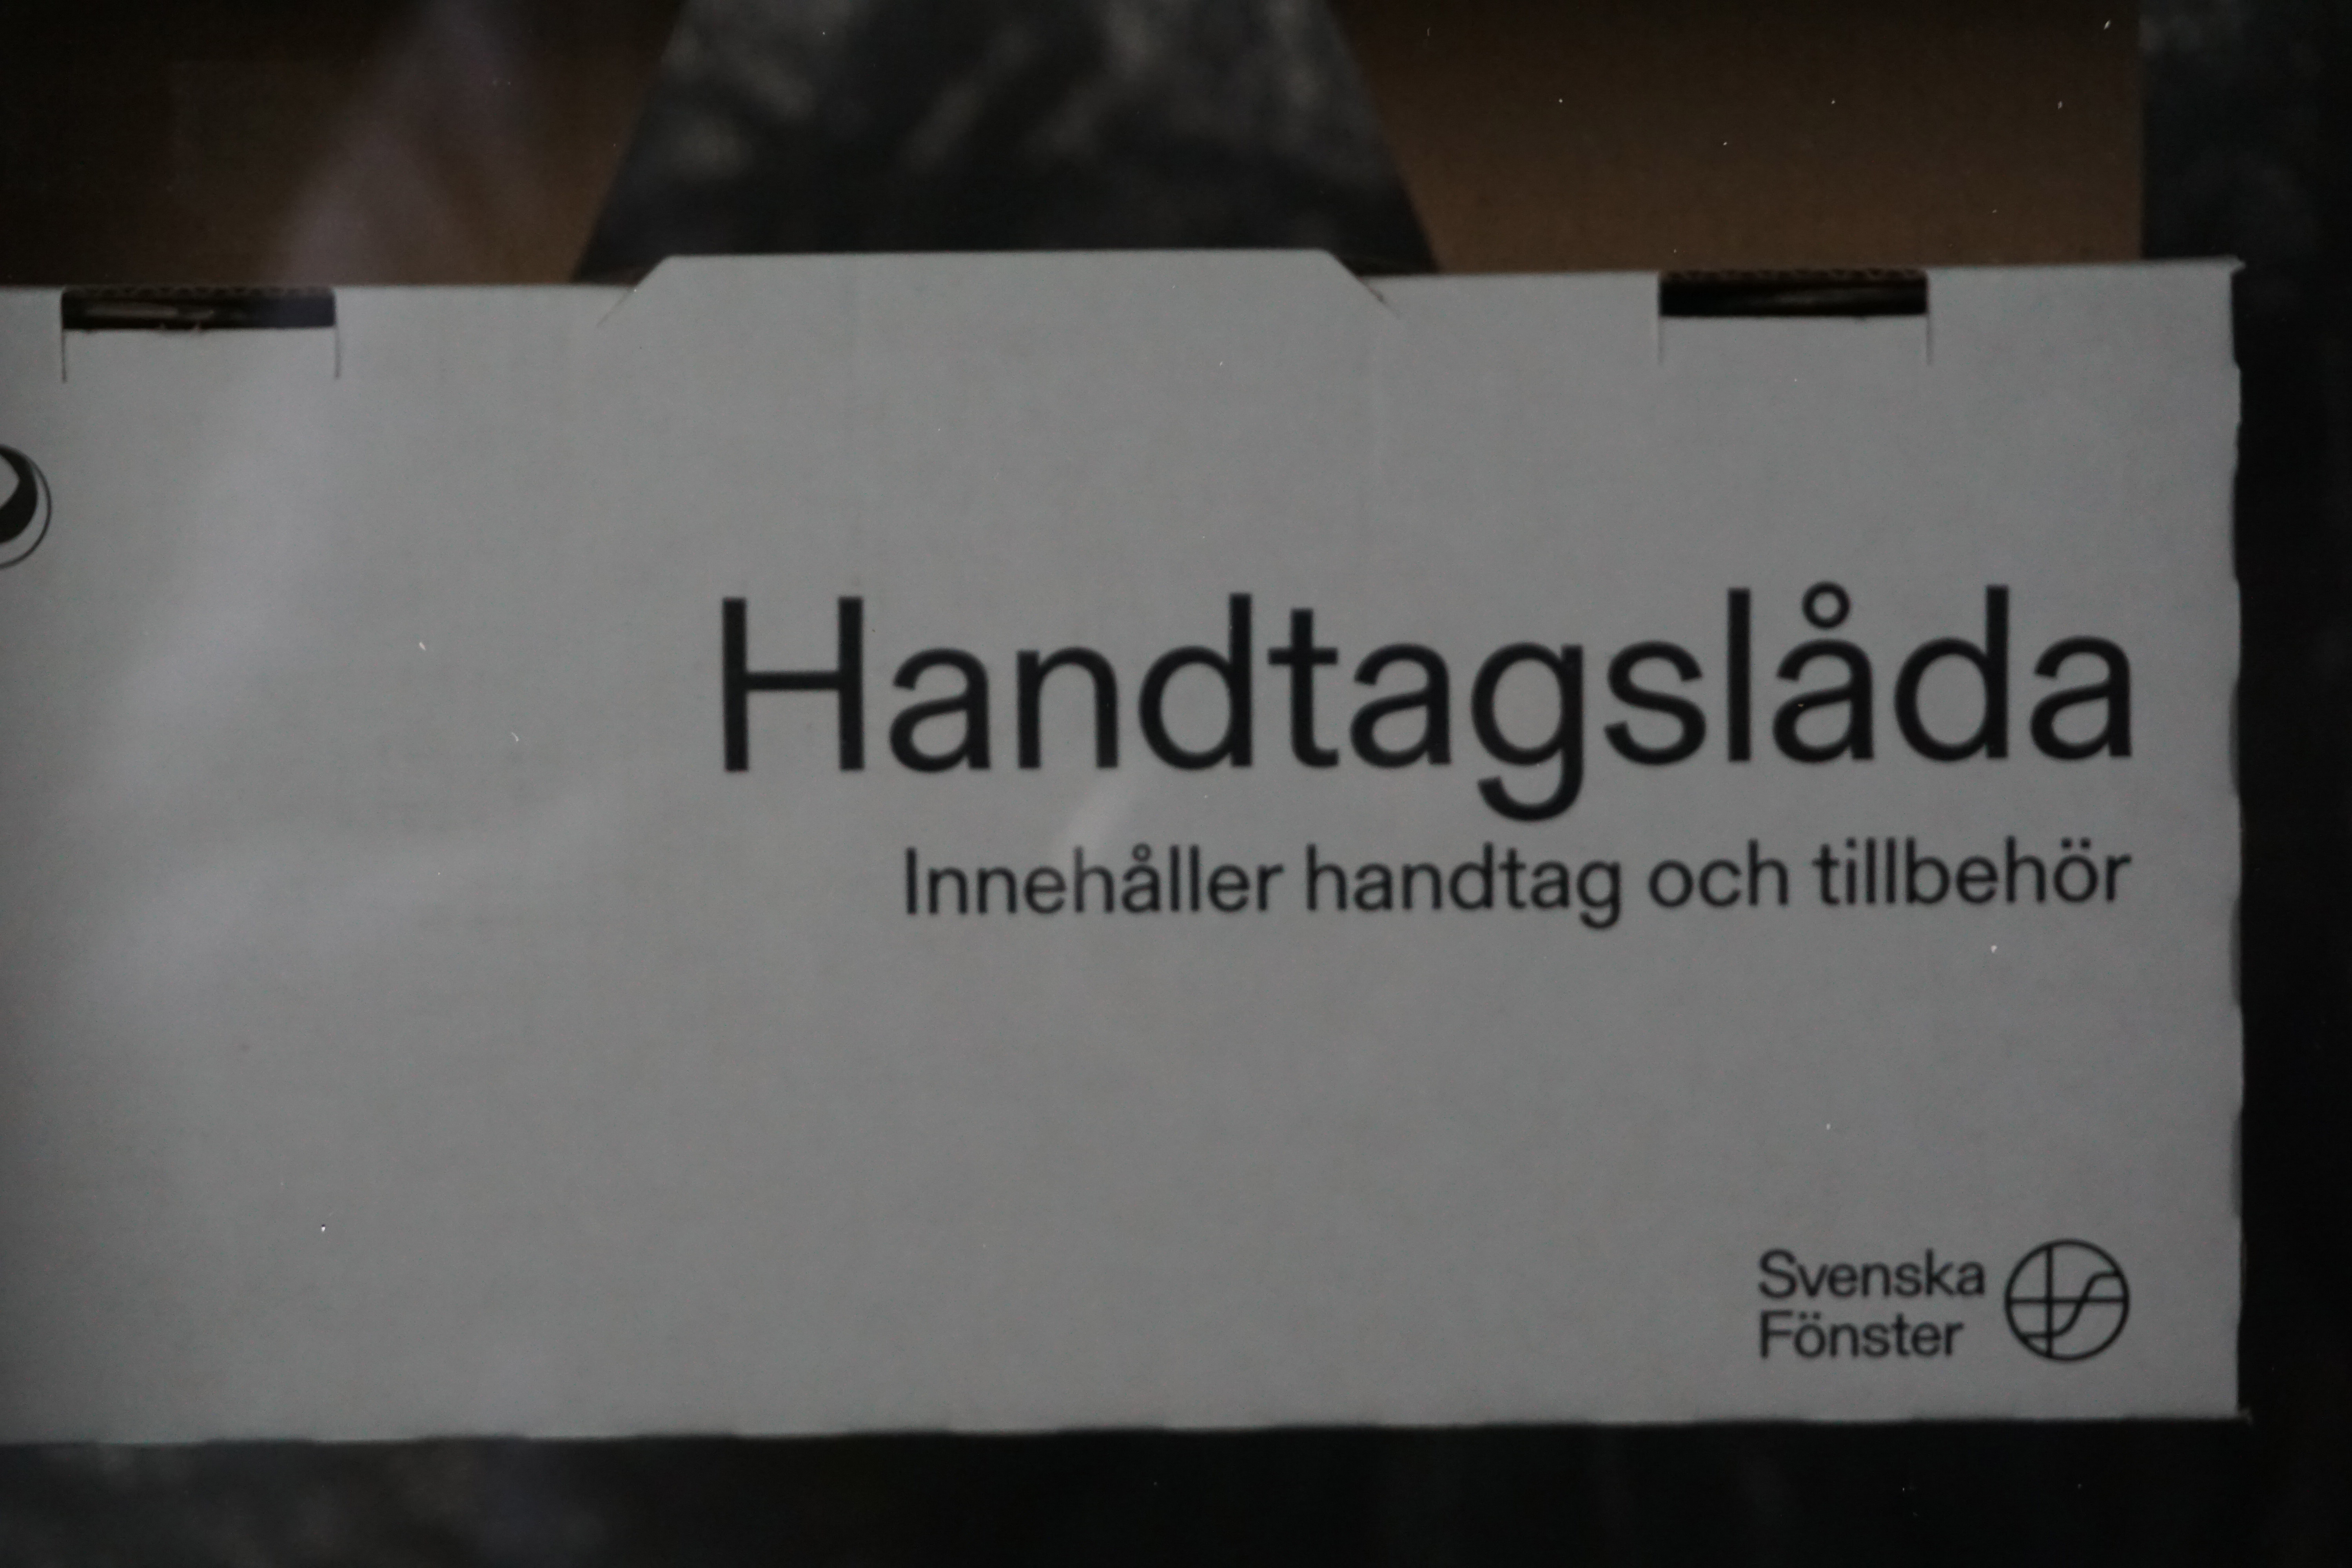 Handtagslåda
Innehåller handtag och tillbehör
Svenska
Fönster